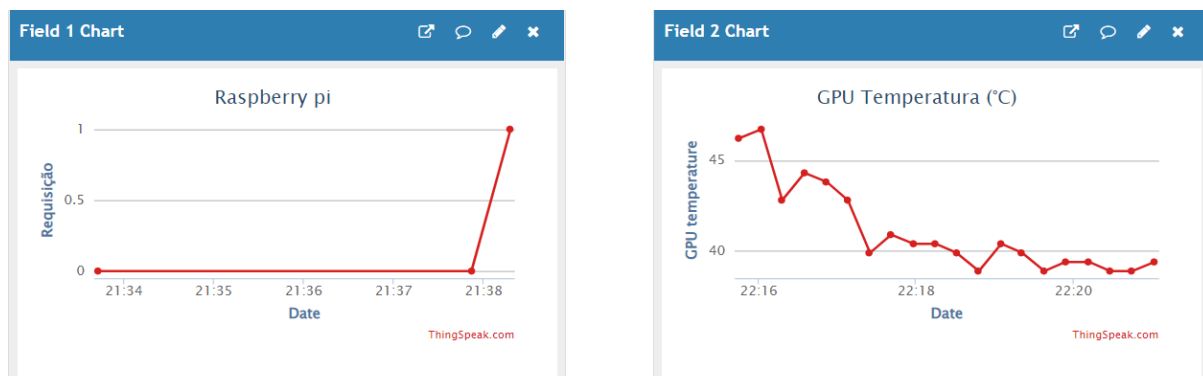 Field 1 Chart
Raspberry pi
Requisição
1
0.5
0
21:34 21:35 21:36 21:37 21:38
Date
ThingSpeak.com
Field 2 Chart
GPU Temperatura (°C)
GPU temperature
45
40
22:16 22:18 22:20
Date
ThingSpeak.com